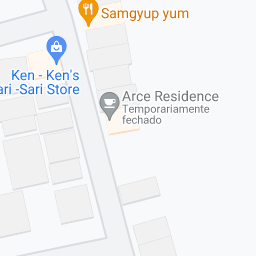 Samgyup yum
Ken - Ken's
ari -Sari Store
Arce Residence
Temporariamente
fechado